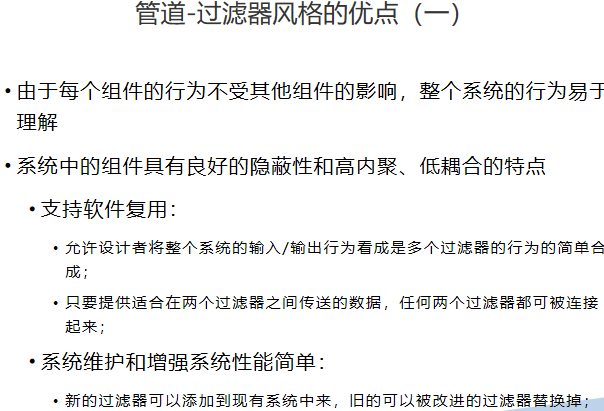 管道-过滤器风格的优点（一）
• 由于每个组件的行为不受其他组件的影响，整个系统的行为易于
理解
• 系统中的组件具有良好的隐蔽性和高内聚、低耦合的特点
• 支持软件复用：
• 允许设计者将整个系统的输入/输出行为看成是多个过滤器的行为的简单合
成；
• 只要提供适合在两个过滤器之间传送的数据，任何两个过滤器都可被连接
起来；
• 系统维护和增强系统性能简单：
• 新的过滤器可以添加到现有系统中来，旧的可以被改进的过滤器替换掉；